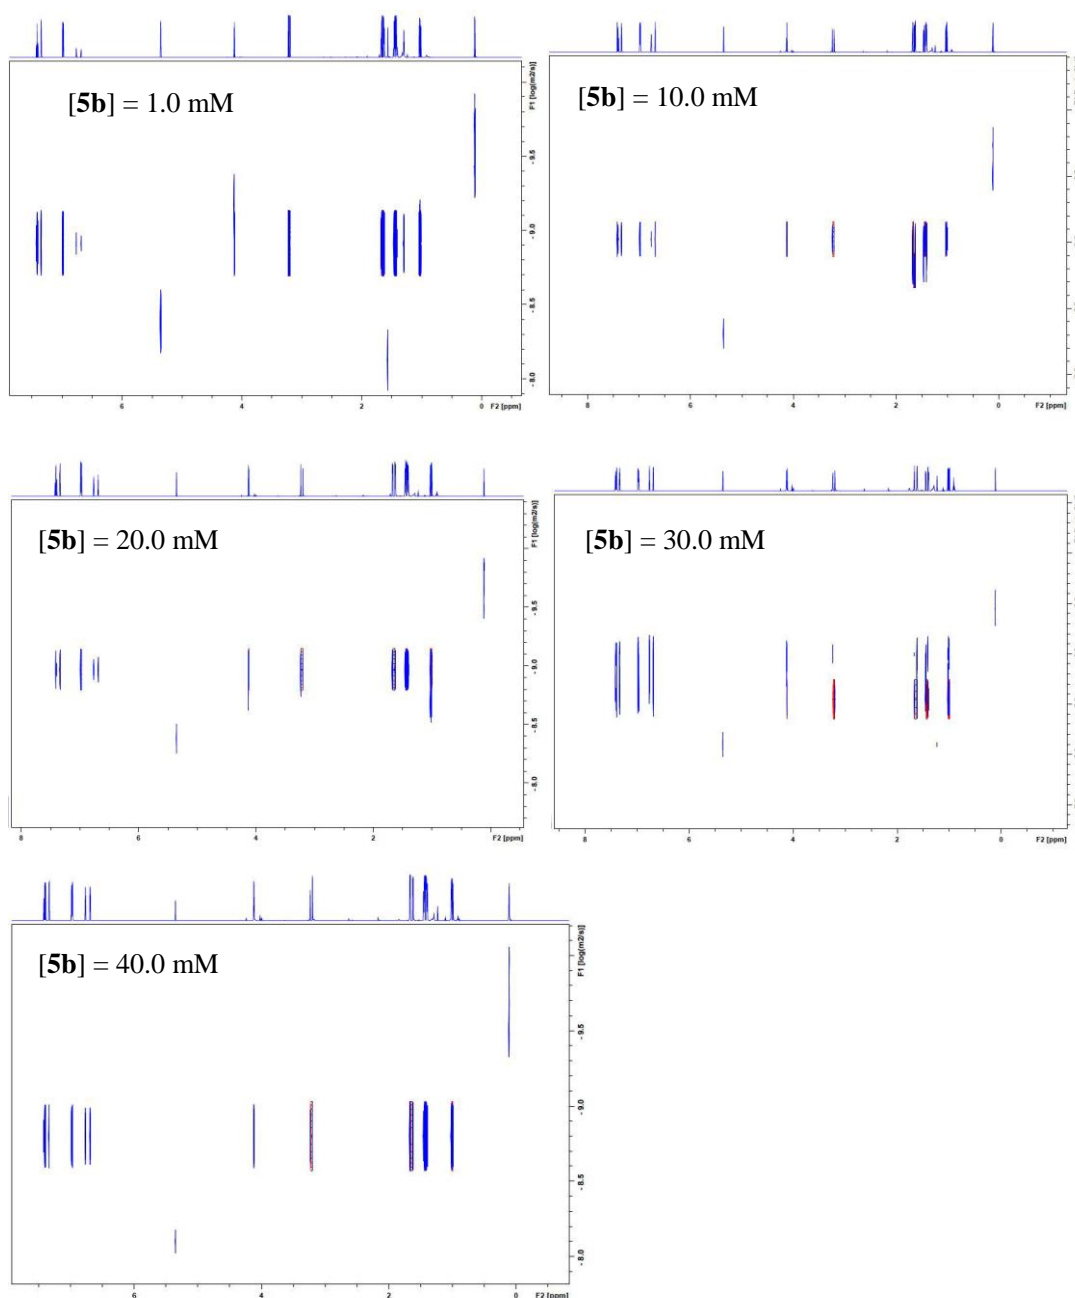 [5b] = 1.0 mM
F1 [log(m2/s)]
- 9.5
- 9.0
- 8.5
- 8.0
6 4 2 0 F2 [ppm]
[5b] = 10.0 mM
F1 [log(m2/s)]
8 6 4 2 0 F2 [ppm]
[5b] = 20.0 mM
F1 [log(m2/s)]
- 9.5
- 9.0
- 8.5
- 8.0
8 6 4 2 F2 [ppm]
[5b] = 30.0 mM
8 6 4 2 0 F2 [ppm]
[5b] = 40.0 mM
F1 [log(m2/s)]
- 9.5
- 9.0
- 8.5
- 8.0
6 4 2 0 F2 [ppm]